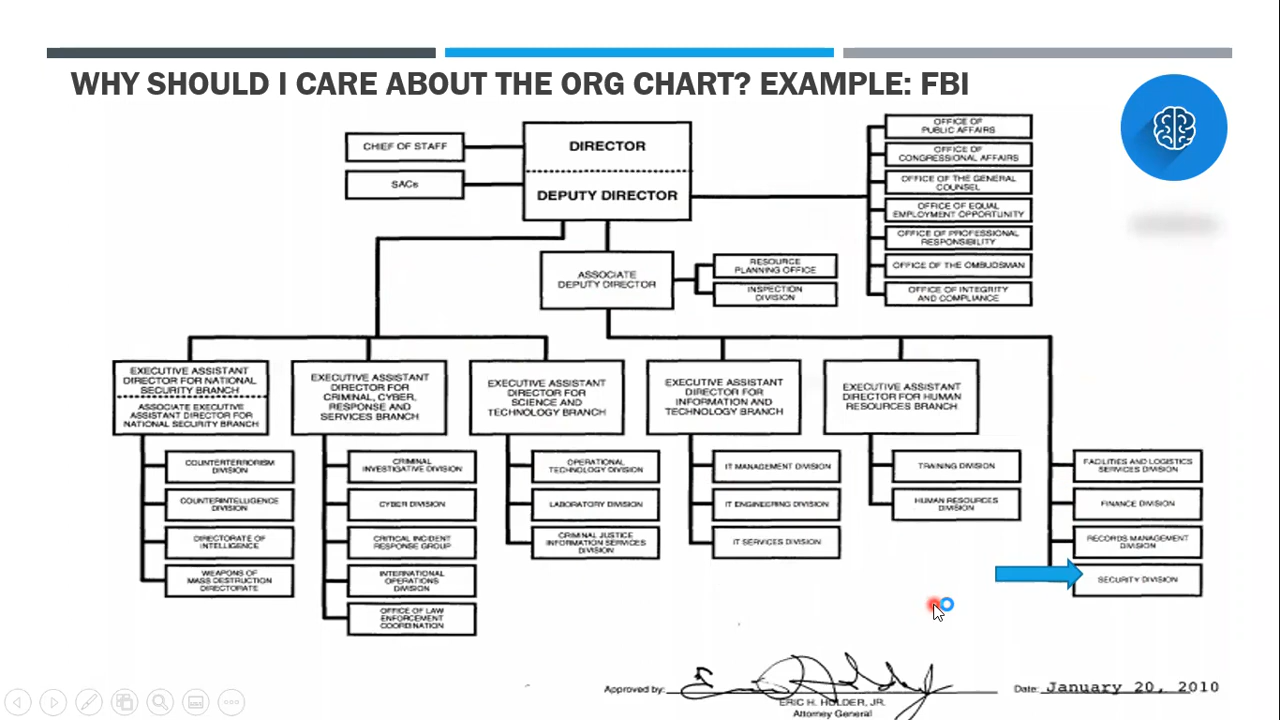 WHY SHOULD I CARE ABOUT THE ORG CHART? EXAMPLE: FBI
CHIEF OF STAFF
SACs
DIRECTOR
DEPUTY DIRECTOR
OFFICE OF
PUBLIC AFFAIRS
OFFICE OF
CONGRESSIONAL AFFAIRS
OFFICE OF THE GENERAL
COUNSEL
OFFICE OF EQUAL
EMPLOYMENT OPPORTUNITY
OFFICE OF PROFESSIONAL
RESPONSIBILITY
OFFICE OF THE OMBUDSMAN
OFFICE OF INTEGRITY
AND COMPLIANCE
ASSOCIATE
DEPUTY DIRECTOR
RESOURCE
PLANNING OFFICE
INSPECTION
DIVISION
EXECUTIVE ASSISTANT
DIRECTOR FOR NATIONAL
SECURITY BRANCH
ASSOCIATE EXECUTIVE
ASSISTANT DIRECTOR FOR
NATIONAL SECURITY BRANCH
COUNTERTERRORISM
DIVISION
COUNTERINTELLIGENCE
DIVISION
DIRECTORATE OF
INTELLIGENCE
WEAPONS OF
MASS DESTRUCTION
DIRECTORATE
EXECUTIVE ASSISTANT
DIRECTOR FOR
CRIMINAL, CYBER,
RESPONSE AND
SERVICES BRANCH
CRIMINAL
INVESTIGATIVE DIVISION
CYBER DIVISION
CRITICAL INCIDENT
RESPONSE GROUP
INTERNATIONAL
OPERATIONS
DIVISION
OFFICE OF LAW
ENFORCEMENT
COORDINATION
EXECUTIVE ASSISTANT
DIRECTOR FOR
SCIENCE AND
TECHNOLOGY BRANCH
OPERATIONAL
TECHNOLOGY DIVISION
LABORATORY DIVISION
CRIMINAL JUSTICE
INFORMATION SERVICES
DIVISION
EXECUTIVE ASSISTANT
DIRECTOR FOR
INFORMATION AND
TECHNOLOGY BRANCH
IT MANAGEMENT DIVISION
IT ENGINEERING DIVISION
IT SERVICES DIVISION
EXECUTIVE ASSISTANT
DIRECTOR FOR HUMAN
RESOURCES BRANCH
TRAINING DIVISION
HUMAN RESOURCES
DIVISION
FACILITIES AND LOGISTICS
SERVICES DIVISION
FINANCE DIVISION
RECORDS MANAGEMENT
DIVISION
SECURITY DIVISION
Approved by:
ERIC H. HOLDER, JR.
Attorney General
Date: January 20, 2010